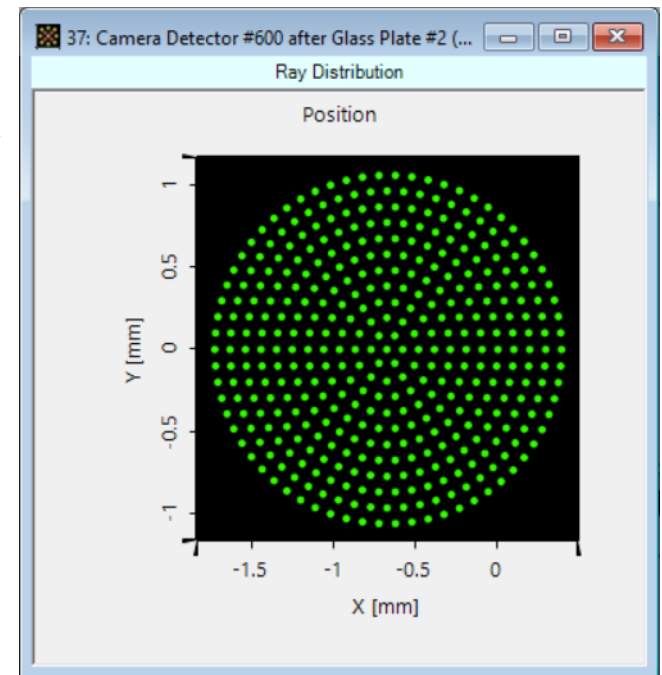 37: Camera Detector #600 after Glass Plate #2 (...
Ray Distribution
Position
1
0.5
0
-0.5
-1
Y [mm]
-1.5 -1 -0.5 0
X [mm]